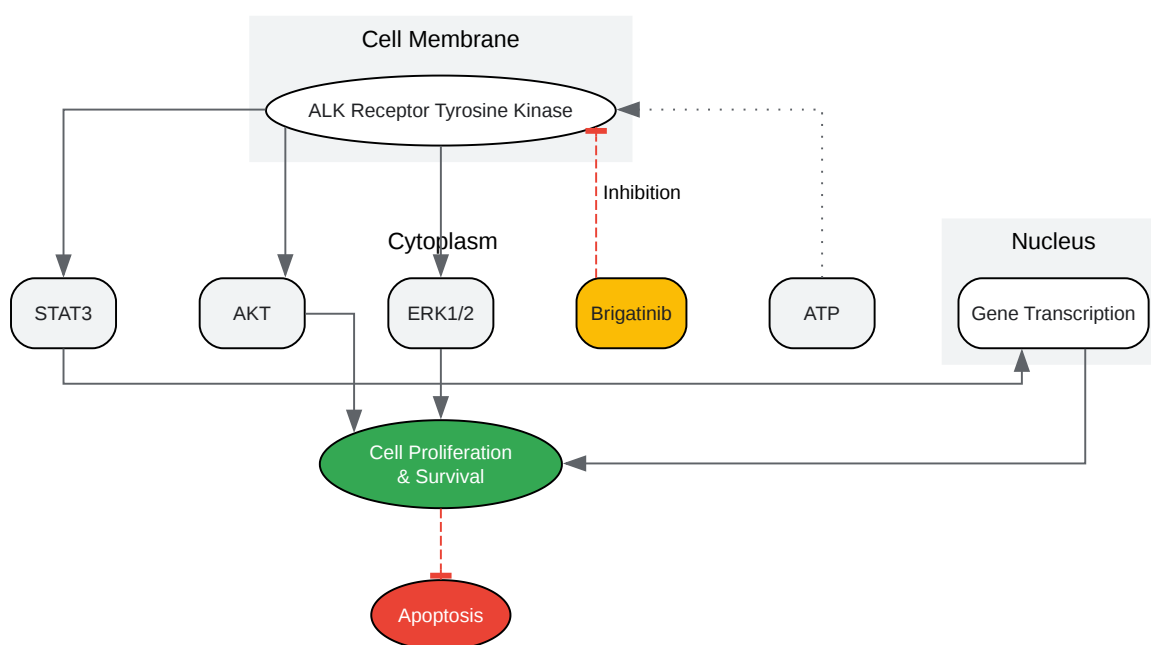 Cell Membrane
ALK Receptor Tyrosine Kinase
Inhibition
Cytoplasm
Nucleus
STAT3
AKT
ERK1/2
Brigatinib
ATP
Gene Transcription
Cell Proliferation
& Survival
Apoptosis